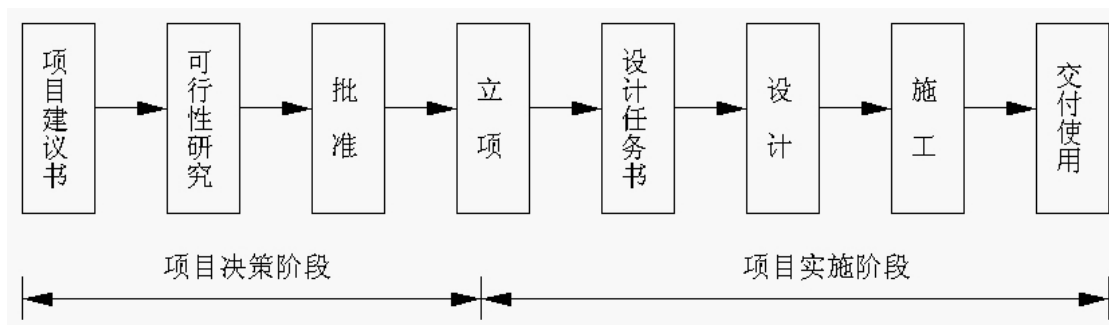 项目建议书
可行性研究
批准
立项
设计任务书
设计
施工
交付使用
项目决策阶段
项目实施阶段